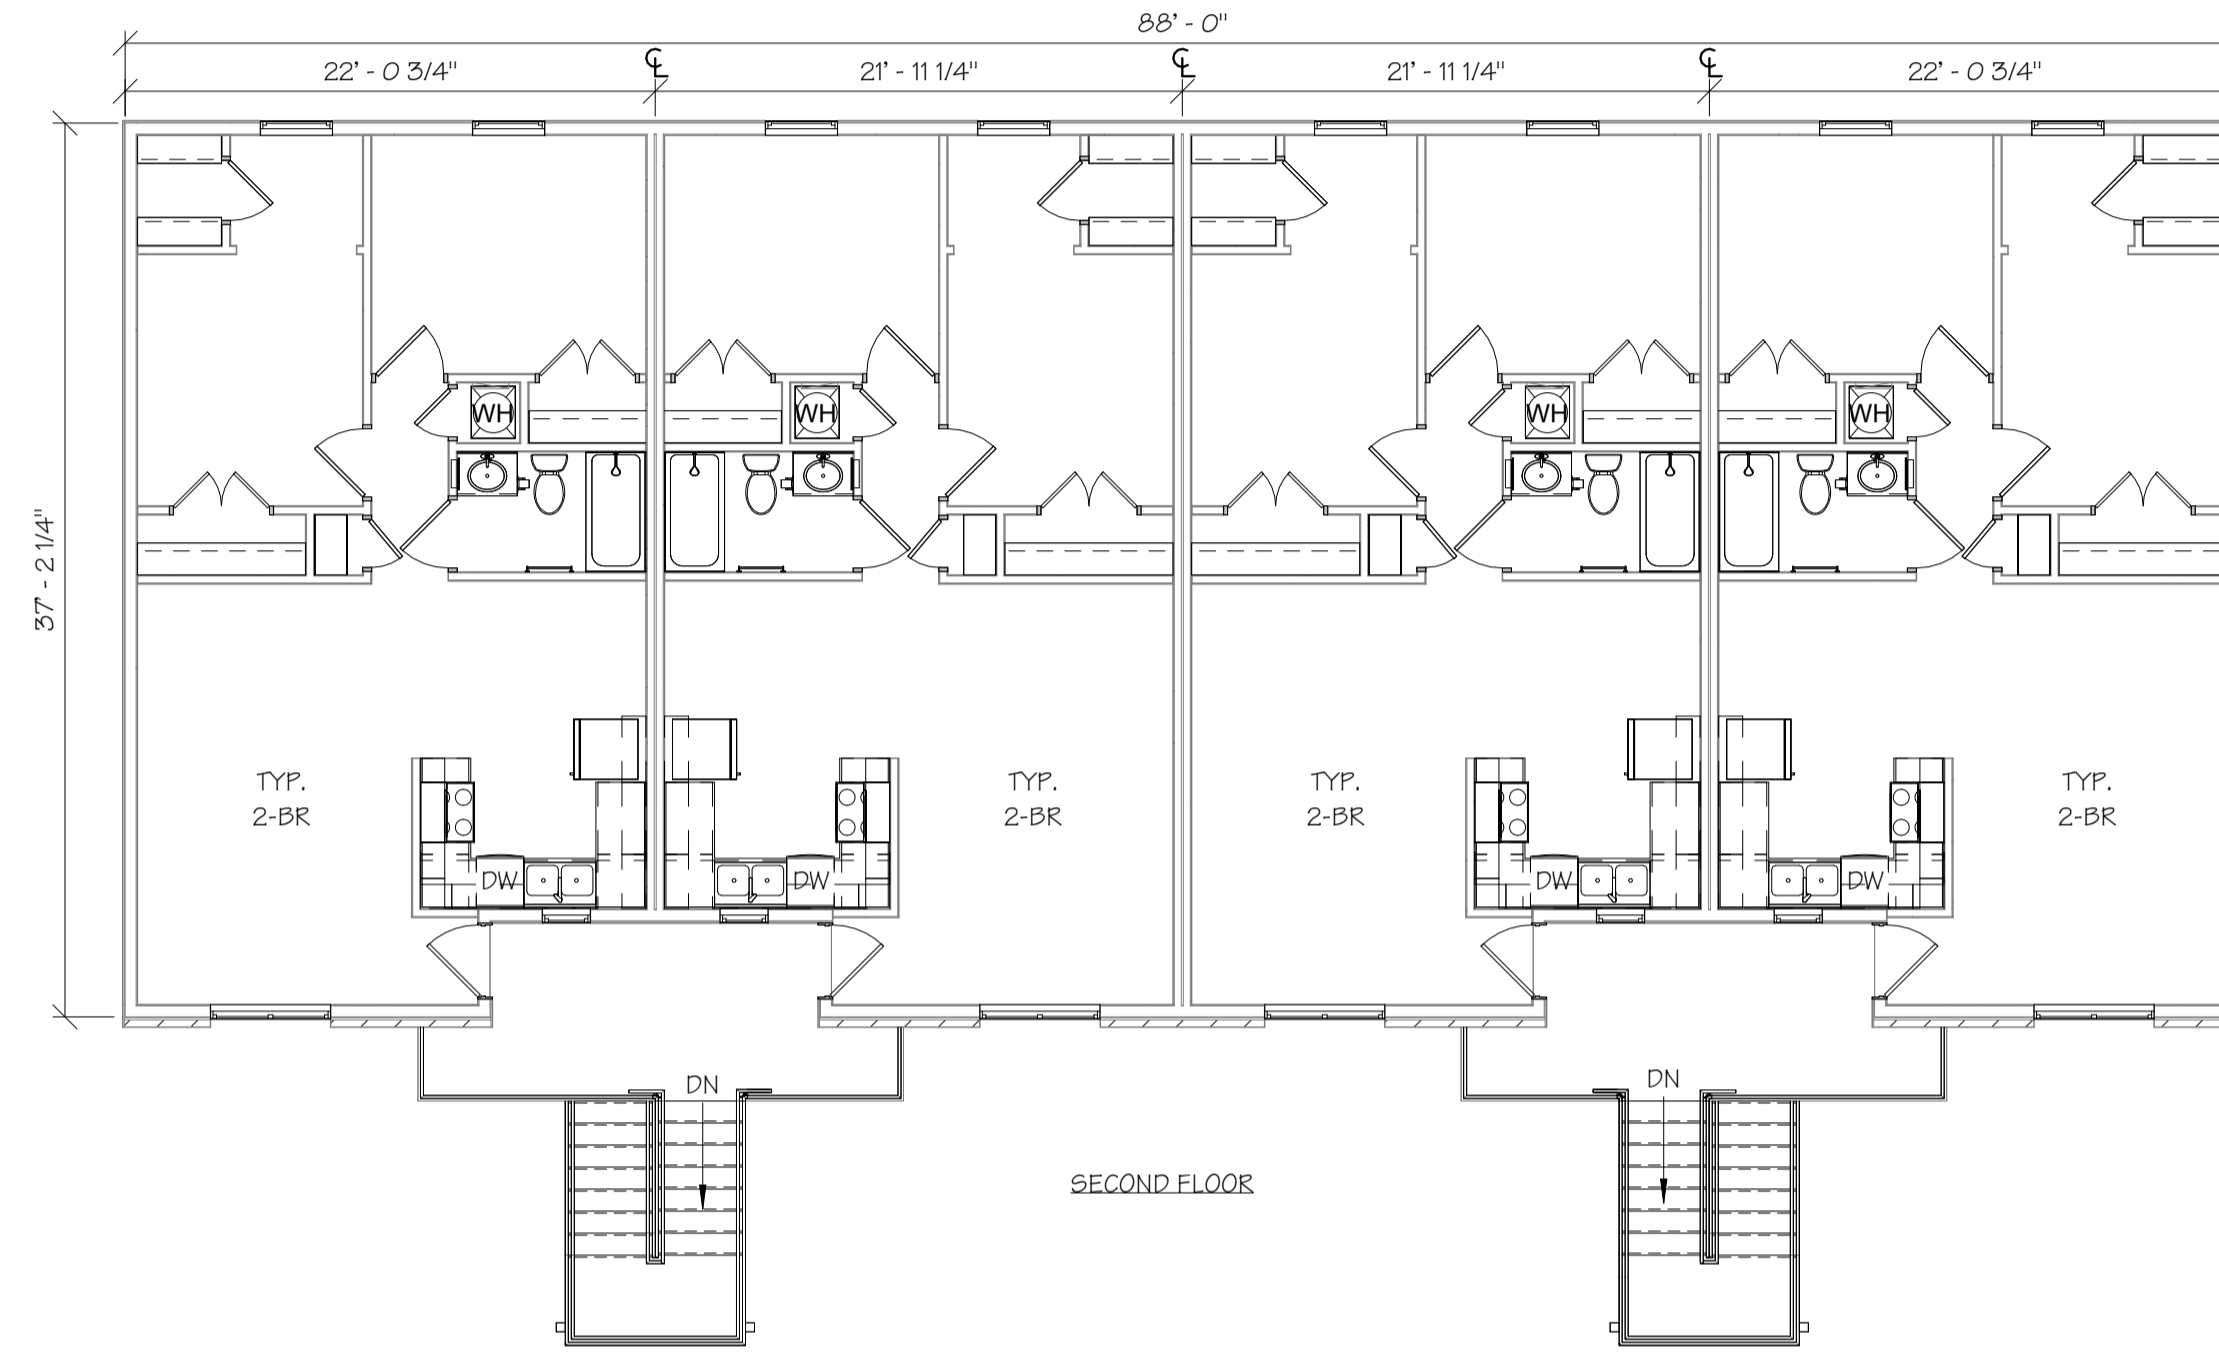 88' - 0"
22' - 0 3/4"
℄
21' - 11 1/4"
℄
21' - 11 1/4"
℄
22' - 0 3/4"
37' - 2 1/4"
WH
WH
WH
WH
TYP.
2-BR
TYP.
2-BR
TYP.
2-BR
TYP.
2-BR
DW
DW
DW
DW
DN
DN
SECOND FLOOR